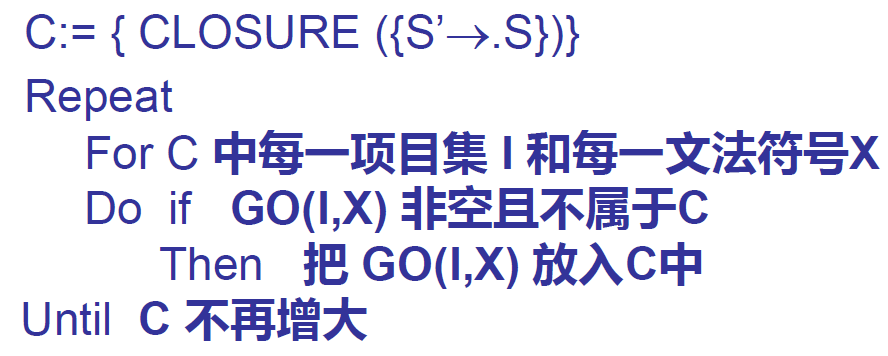 C:= { CLOSURE ({S’→.S})}
Repeat
For C 中每一项目集 I 和每一文法符号X
Do if GO(I,X) 非空且不属于C
Then 把 GO(I,X) 放入C中
Until C 不再增大